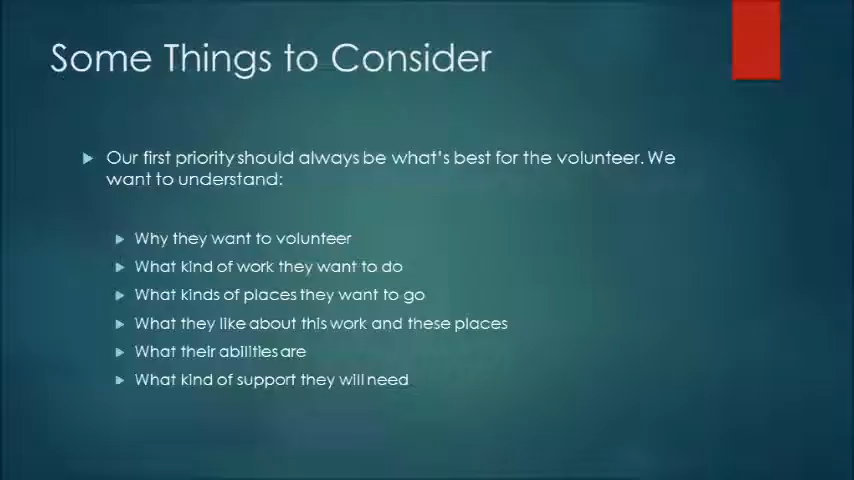 Some Things to Consider
Our first priority should always be what's best for the volunteer. We
want to understand:
Why they want to volunteer
What kind of work they want to do
What kinds of places they want to go
What they like about this work and these places
What their abilities are
What kind of support they will need